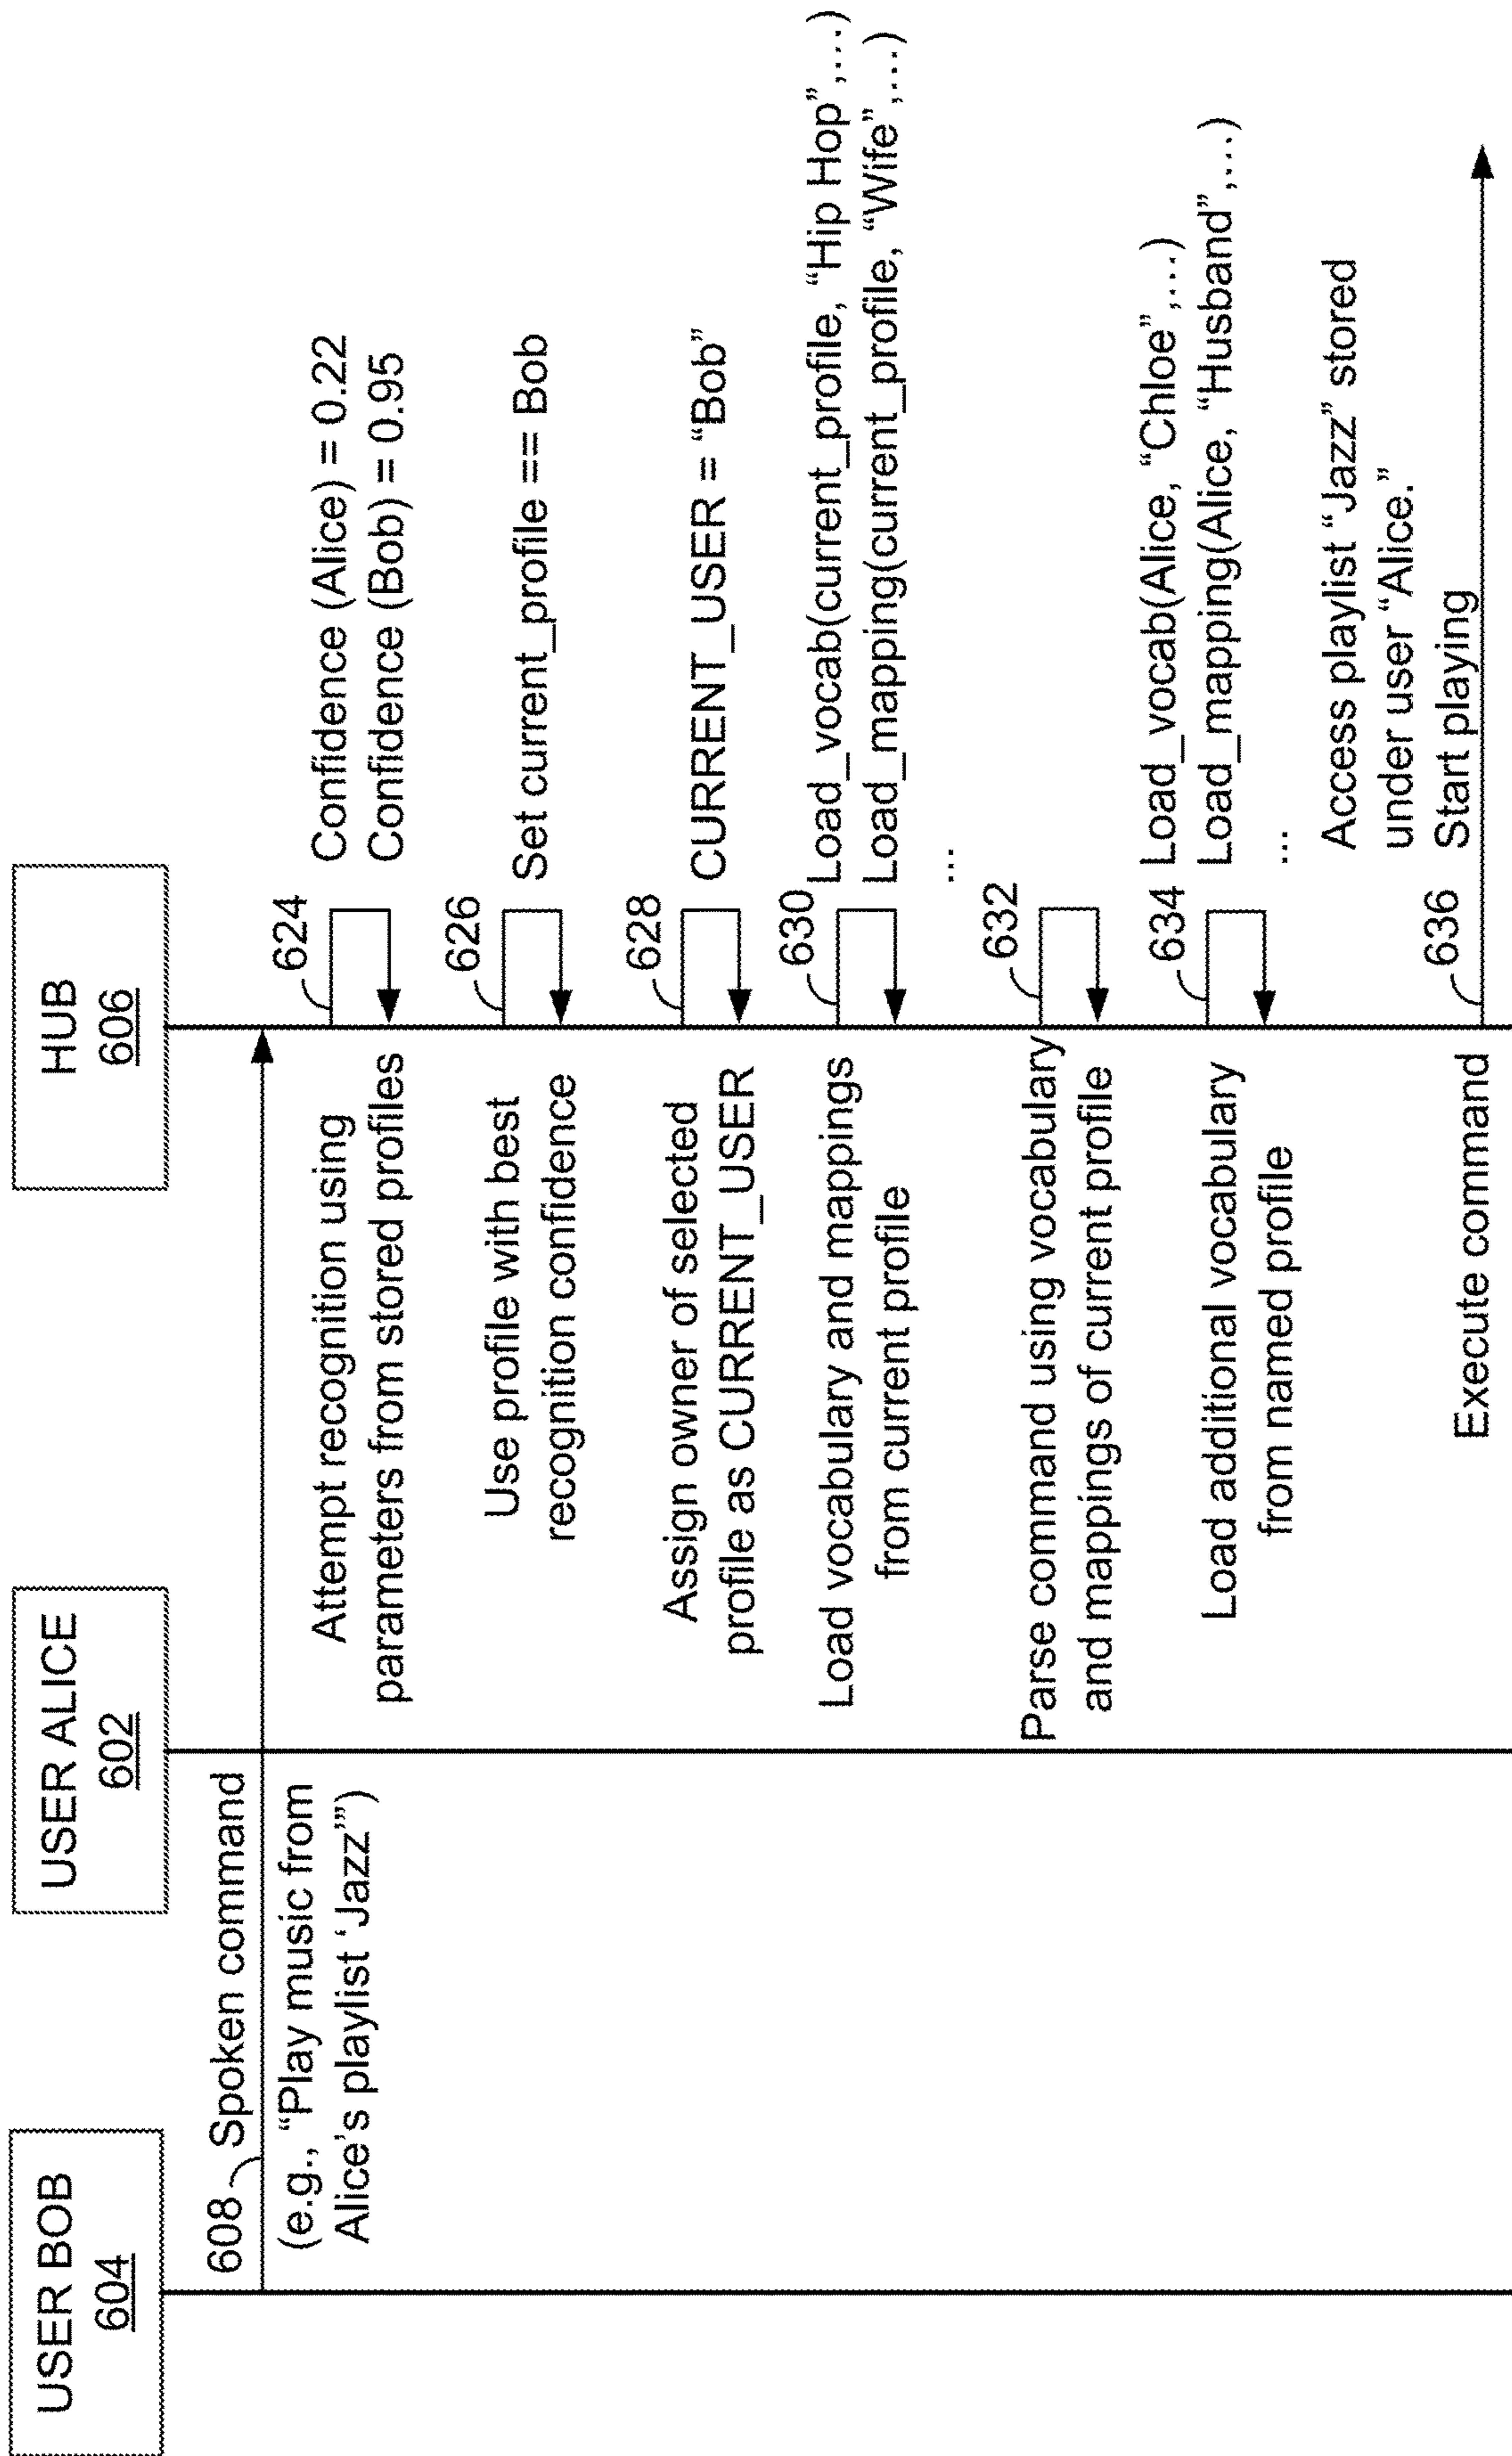 USER BOB
604
USER ALICE
602
HUB
606
608
Spoken command
(e.g., “Play music from
Alice’s playlist ‘Jazz’”)
Attempt recognition using
parameters from stored profiles
624
Confidence (Alice) = 0.22
Confidence (Bob) = 0.95
Use profile with best
recognition confidence
626
Set current_profile == Bob
Assign owner of selected
profile as CURRENT_USER
628
CURRENT_USER = “Bob”
Load vocabulary and mappings
from current profile
630
Load_vocab(current_profile, “Hip Hop”,...)
Load_mapping(current_profile, “Wife”,...)
...
Parse command using vocabulary
and mappings of current profile
632
Load additional vocabulary
from named profile
634
Load_vocab(Alice, “Chloe”,...)
Load_mapping(Alice, “Husband”,...)
...
Access playlist “Jazz” stored
under user “Alice.”
Start playing
Execute command
636